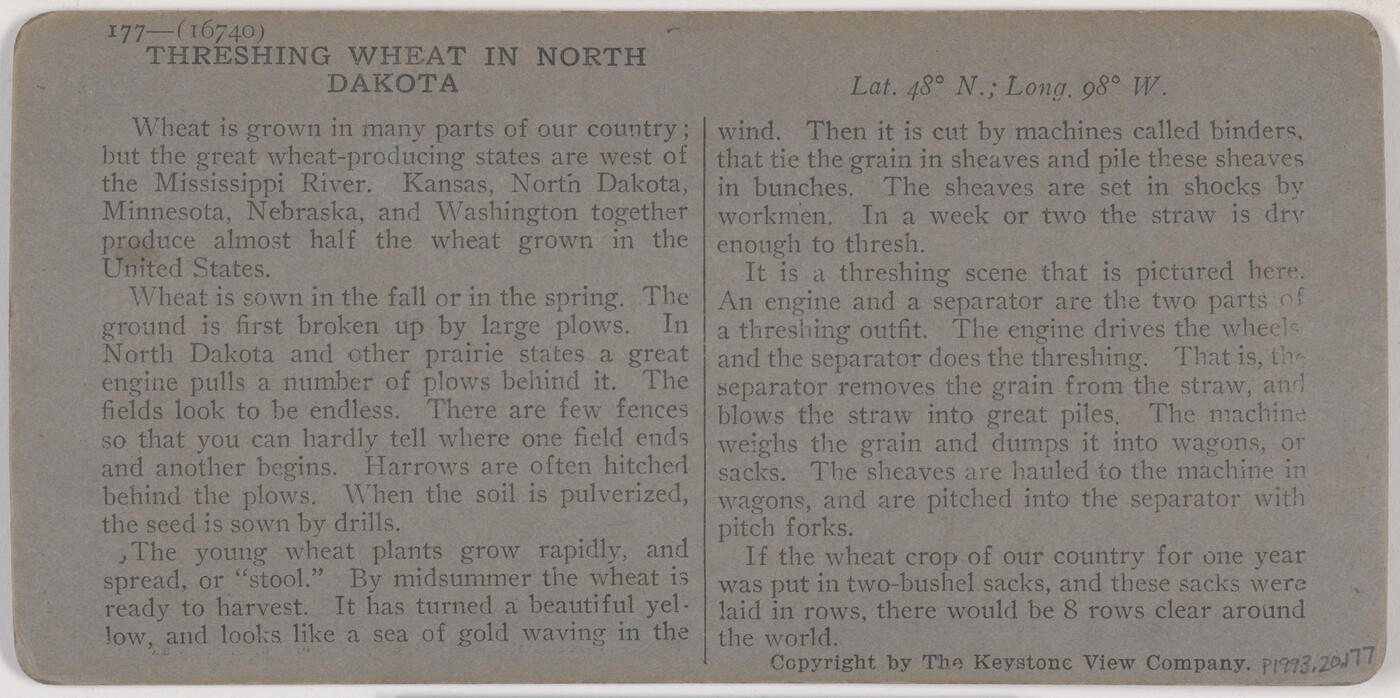 177—(16740)
THRESHING WHEAT IN NORTH
DAKOTA
Lat. 48° N.; Long. 98° W.
Wheat is grown in many parts of our country;
but the great wheat-producing states are west of
the Mississippi River. Kansas, North Dakota,
Minnesota, Nebraska, and Washington together
produce almost half the wheat grown in the
United States.
Wheat is sown in the fall or in the spring. The
ground is first broken up by large plows. In
North Dakota and other prairie states a great
engine pulls a number of plows behind it. The
fields look to be endless. There are few fences
so that you can hardly tell where one field ends
and another begins. Harrows are often hitched
behind the plows. When the soil is pulverized,
the seed is sown by drills.
The young wheat plants grow rapidly, and
spread, or “stool.” By midsummer the wheat is
ready to harvest. It has turned a beautiful yel-
low, and looks like a sea of gold waving in the
wind. Then it is cut by machines called binders,
that tie the grain in sheaves and pile these sheaves
in bunches. The sheaves are set in shocks by
workmen. In a week or two the straw is dry
enough to thresh.
It is a threshing scene that is pictured here.
An engine and a separator are the two parts of
a threshing outfit. The engine drives the wheels
and the separator does the threshing. That is, the
separator removes the grain from the straw, and
blows the straw into great piles. The machine
weighs the grain and dumps it into wagons, or
sacks. The sheaves are hauled to the machine in
wagons, and are pitched into the separator with
pitch forks.
If the wheat crop of our country for one year
was put in two-bushel sacks, and these sacks were
laid in rows, there would be 8 rows clear around
the world.
Copyright by The Keystone View Company.
P1993.20.177